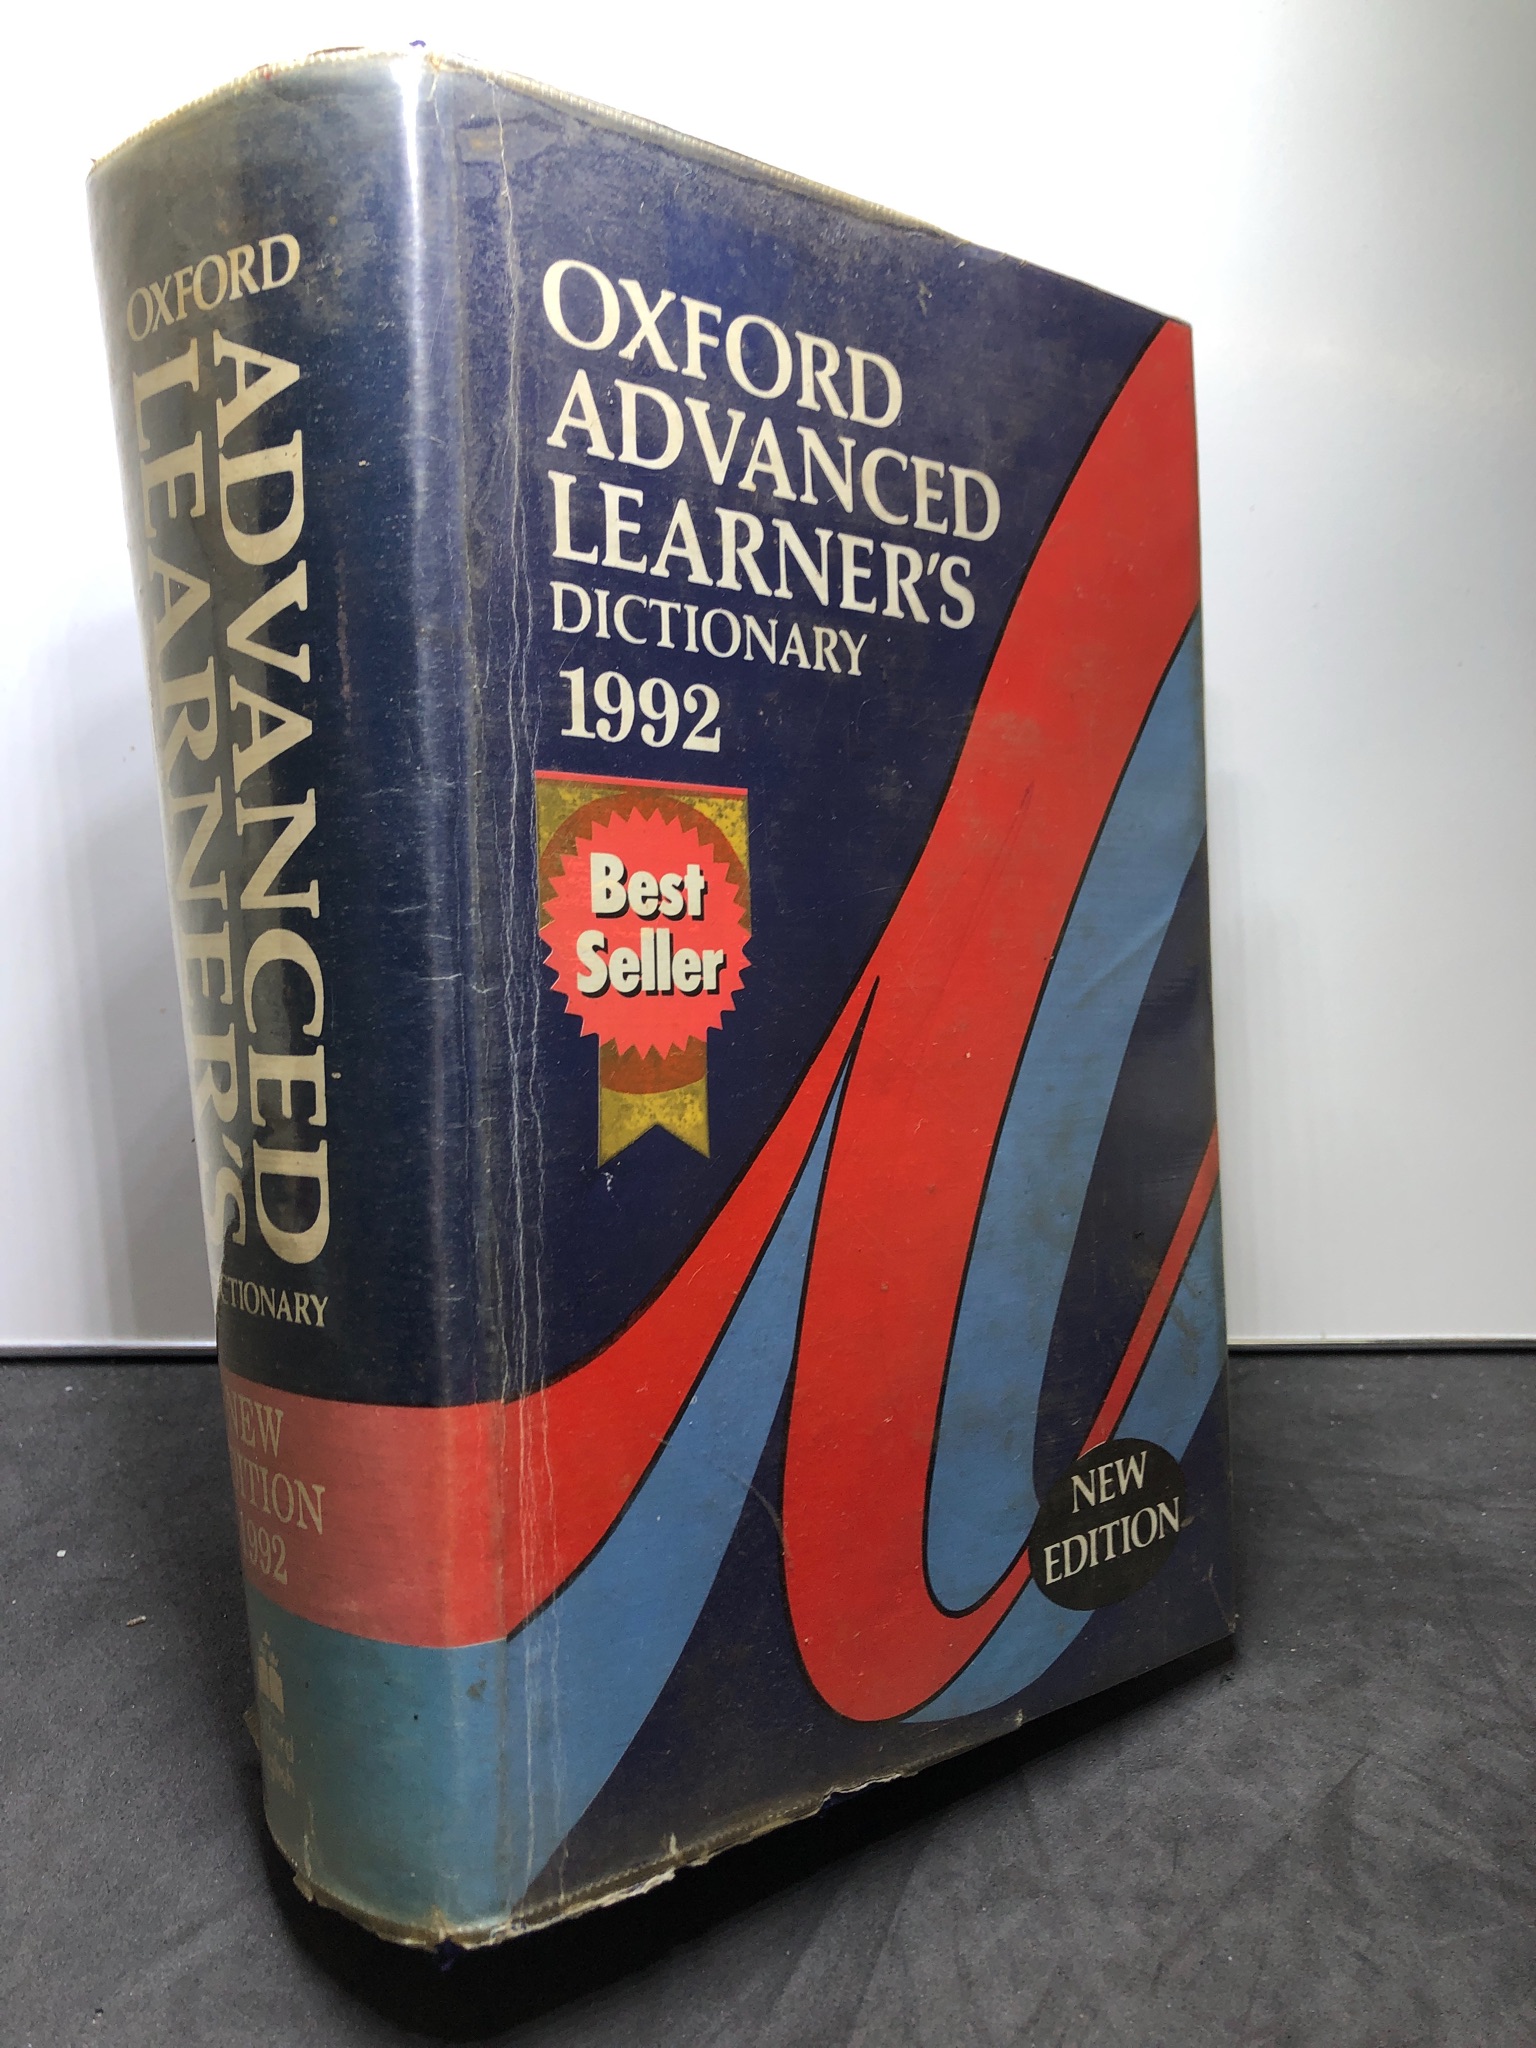 OXFORD
ADVANCED
LEARNER'S
NEW
1992
OXFORD
ADVANCED
LEARNER'S
DICTIONARY
1992
Best
Seller
NEW
EDITION